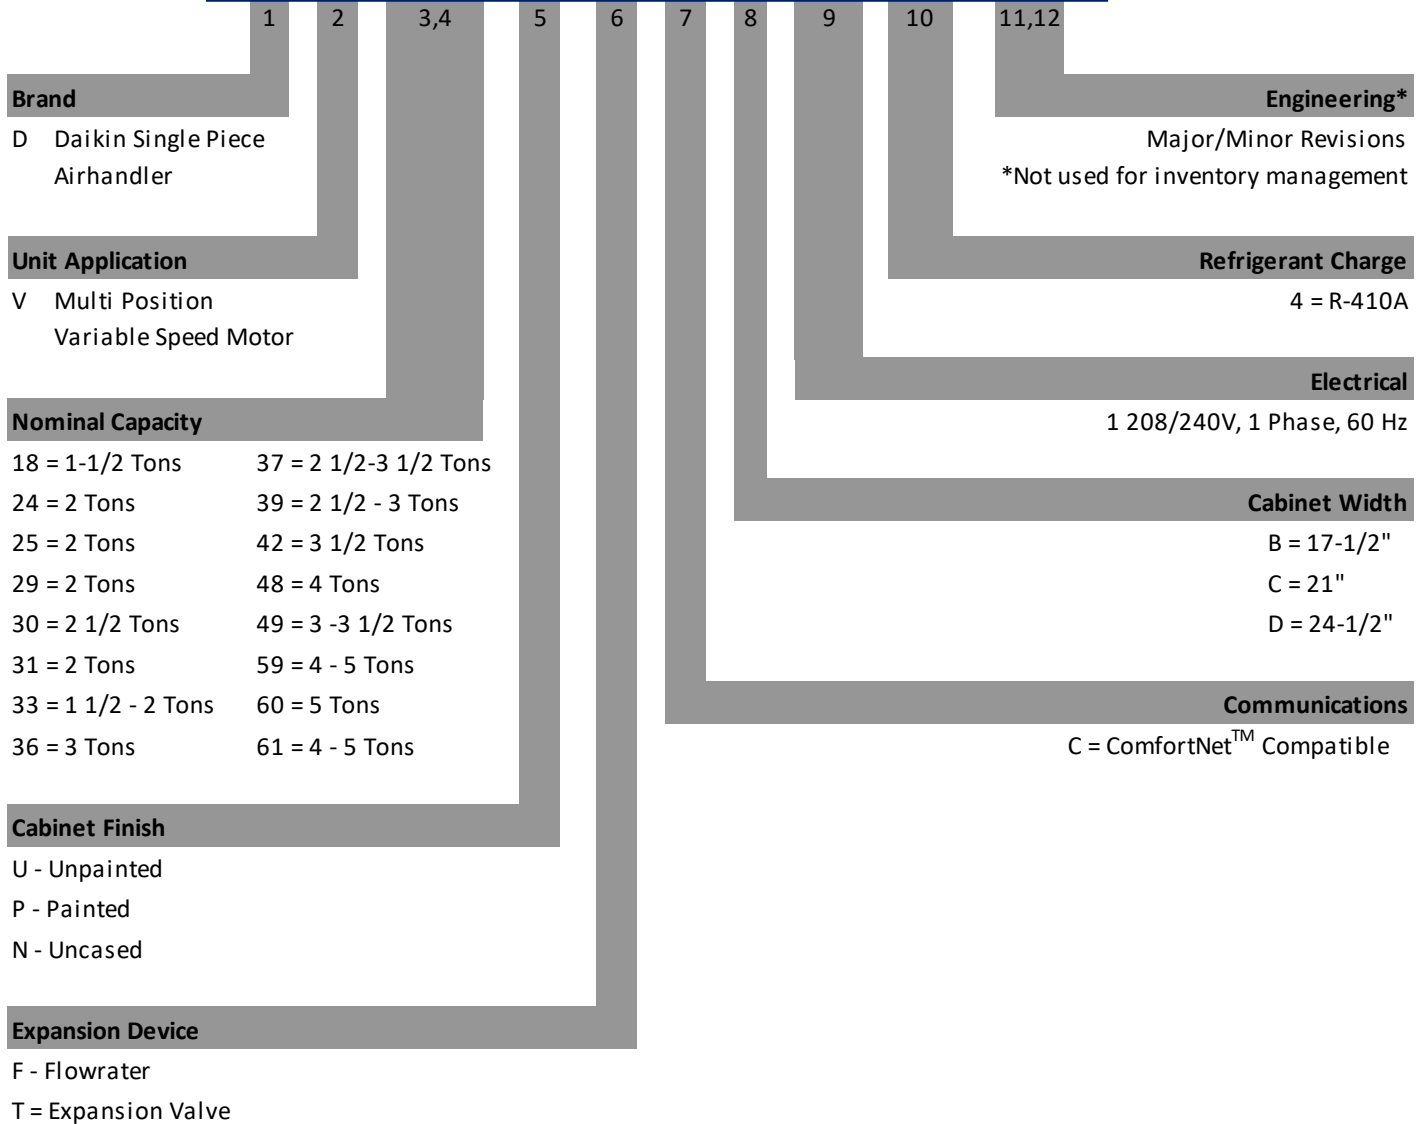 1 2 3,4 5 6 7 8 9 10 11,12
Brand
D Daikin Single Piece
Airhandler
Unit Application
V Multi Position
Variable Speed Motor
Nominal Capacity
18 = 1-1/2 Tons 37 = 2 1/2-3 1/2 Tons
24 = 2 Tons 39 = 2 1/2 - 3 Tons
25 = 2 Tons 42 = 3 1/2 Tons
29 = 2 Tons 48 = 4 Tons
30 = 2 1/2 Tons 49 = 3 -3 1/2 Tons
31 = 2 Tons 59 = 4 - 5 Tons
33 = 1 1/2 - 2 Tons 60 = 5 Tons
36 = 3 Tons 61 = 4 - 5 Tons
Cabinet Finish
U - Unpainted
P - Painted
N - Uncased
Expansion Device
F - Flowrater
T = Expansion Valve
Engineering*
Major/Minor Revisions
*Not used for inventory management
Refrigerant Charge
4 = R-410A
Electrical
1 208/240V, 1 Phase, 60 Hz
Cabinet Width
B = 17-1/2"
C = 21"
D = 24-1/2"
Communications
C = ComfortNet™ Compatible